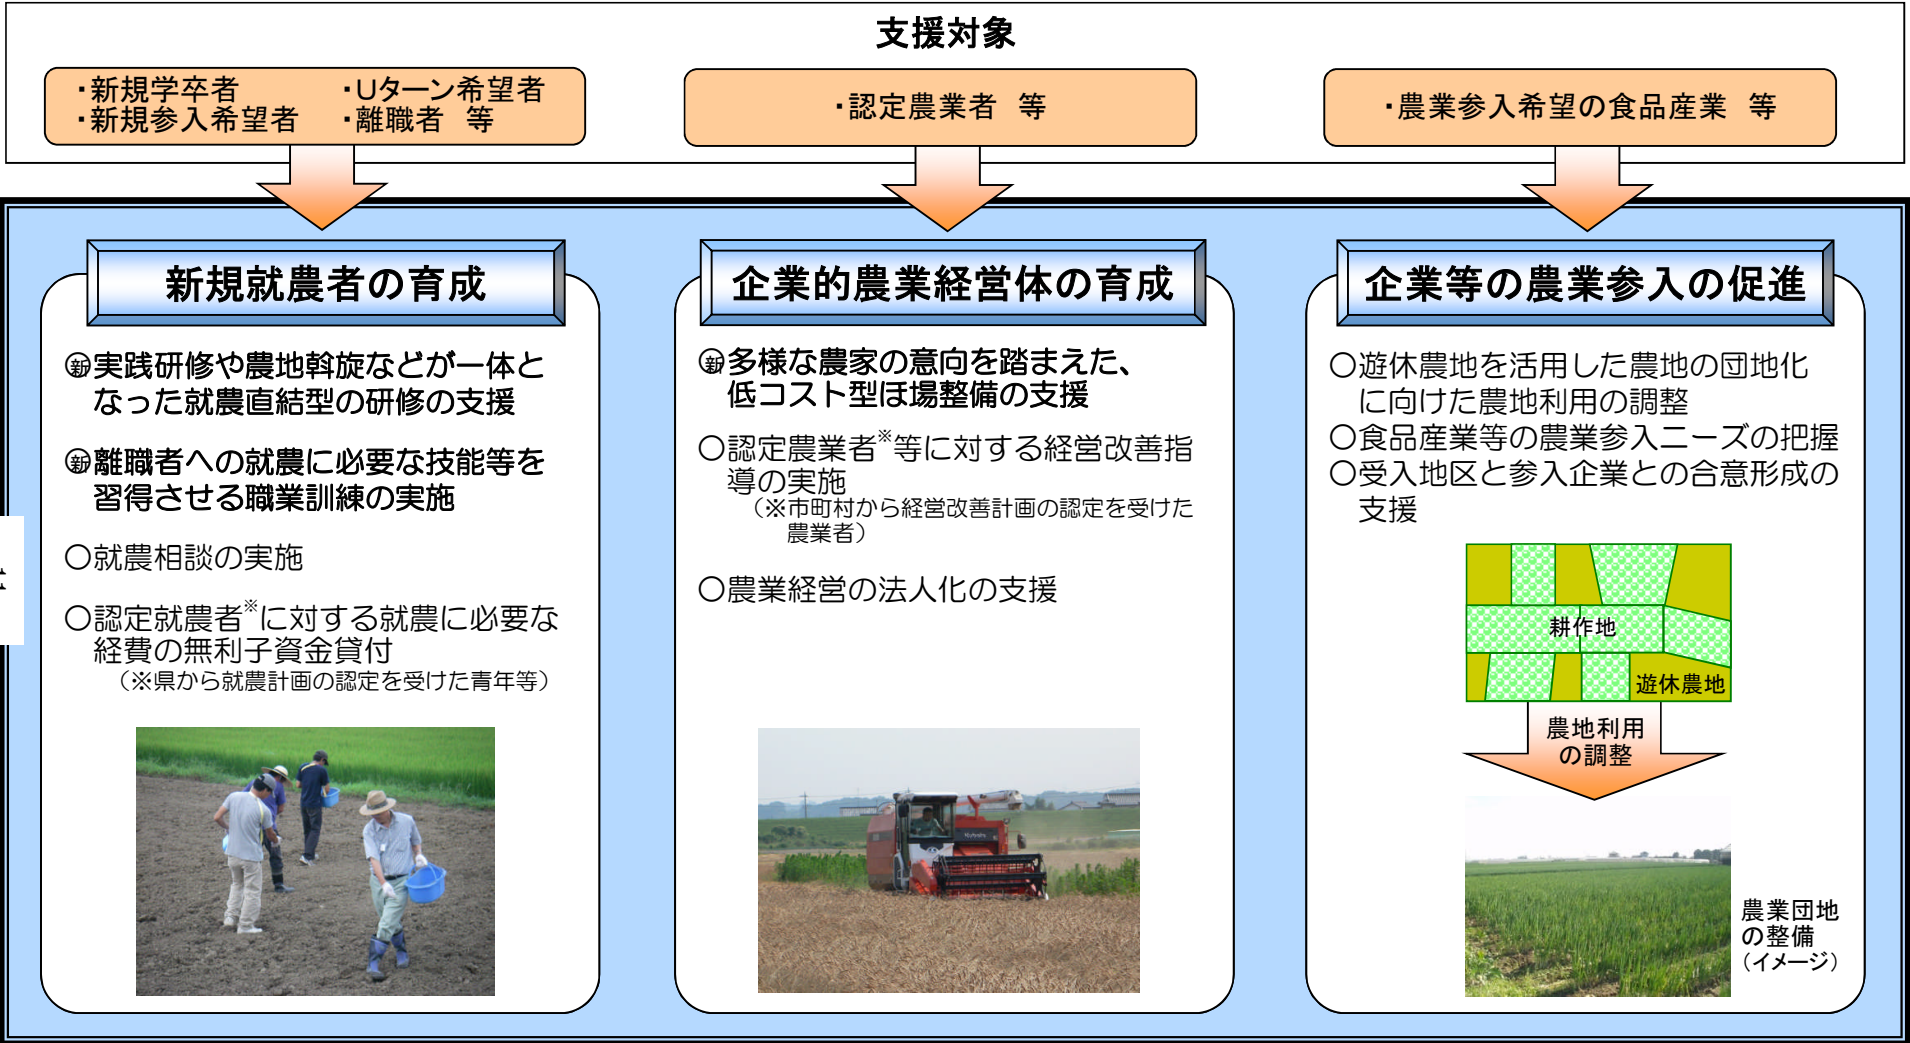 支援対象
・新規学卒者 ・Uターン希望者
・新規参入希望者 ・離職者 等
・認定農業者 等
・農業参入希望の食品産業 等
新規就農者の育成
㊟実践研修や農地斡旋などが一体と
なった就農直結型の研修の支援
離職者への就農に必要な技能等を
習得させる職業訓練の実施
〇就農相談の実施
〇認定就農者※に対する就農に必要な
経費の無利子資金貸付
（※県から就農計画の認定を受けた青年等）
企業的農業経営体の育成
新多様な農家の意向を踏まえた、
低コスト型ほ場整備の支援
〇認定農業者※等に対する経営改善指
導の実施
（※市町村から経営改善計画の認定を受けた
農業者）
〇農業経営の法人化の支援
企業等の農業参入の促進
〇遊休農地を活用した農地の団地化
に向けた農地利用の調整
〇食品産業等の農業参入ニーズの把握
〇受入地区と参入企業との合意形成の
支援
耕作地
遊休農地
農地利用
の調整
農業団地
の整備
（イメージ）
Kubota